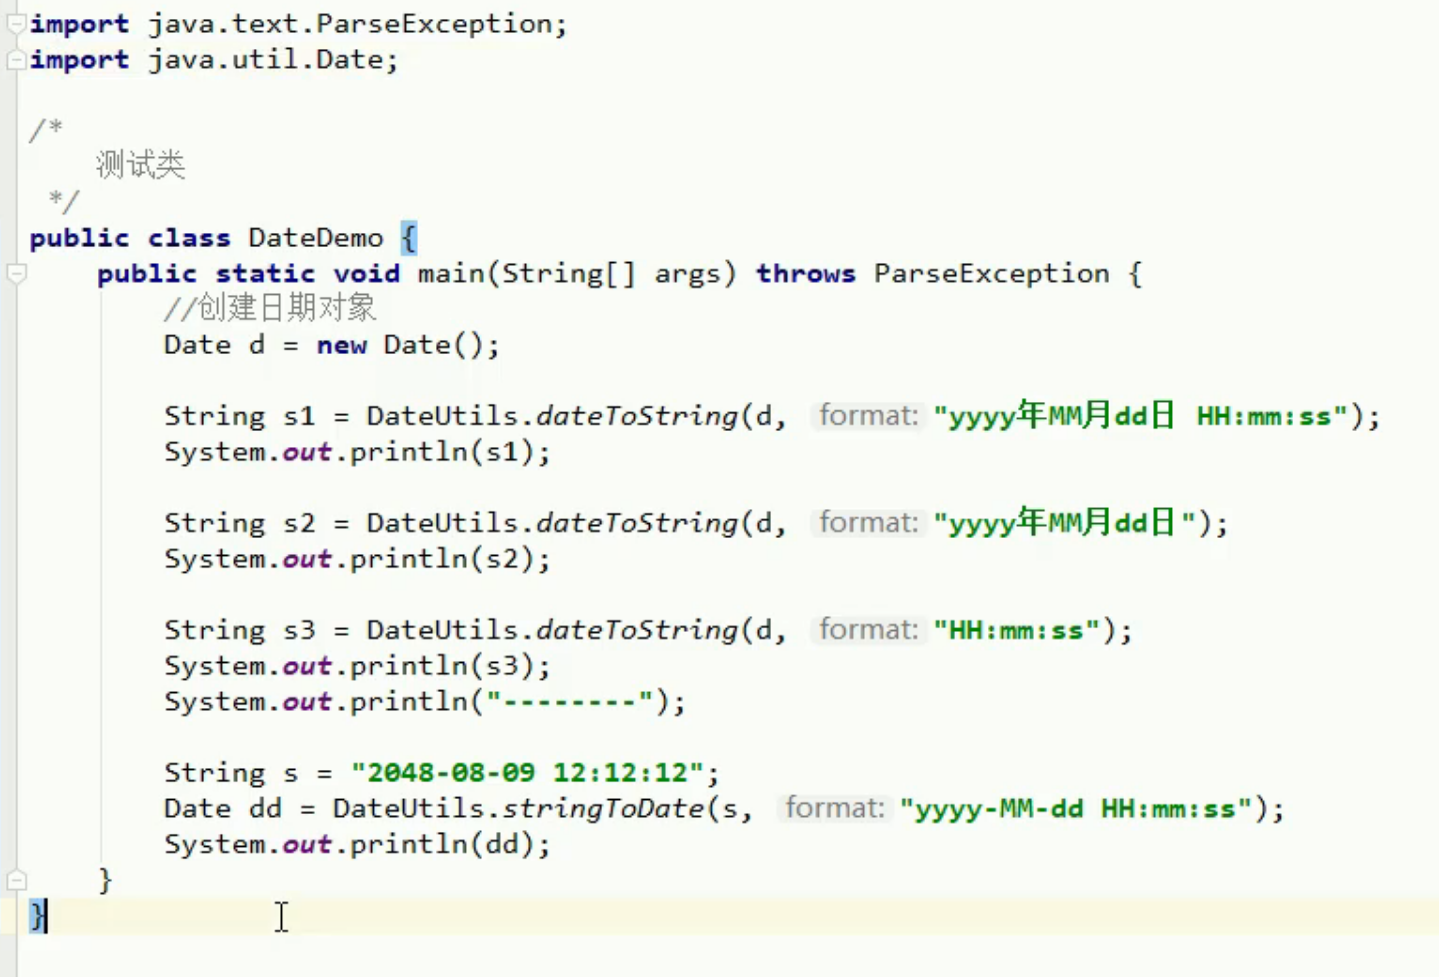 import java.text.ParseException;
import java.util.Date;
/*
测试类
*/
public class DateDemo {
public static void main(String[] args) throws ParseException {
//创建日期对象
Date d = new Date();
String s1 = DateUtils.dateToString(d, format: "yyyy年MM月dd日 HH:mm:ss");
System.out.println(s1);
String s2 = DateUtils.dateToString(d, format: "yyyy年MM月dd日");
System.out.println(s2);
String s3 = DateUtils.dateToString(d, format: "HH:mm:ss");
System.out.println(s3);
System.out.println("--------");
String s = "2048-08-09 12:12:12";
Date dd = DateUtils.stringToDate(s, format: "yyyy-MM-dd HH:mm:ss");
System.out.println(dd);
}
}